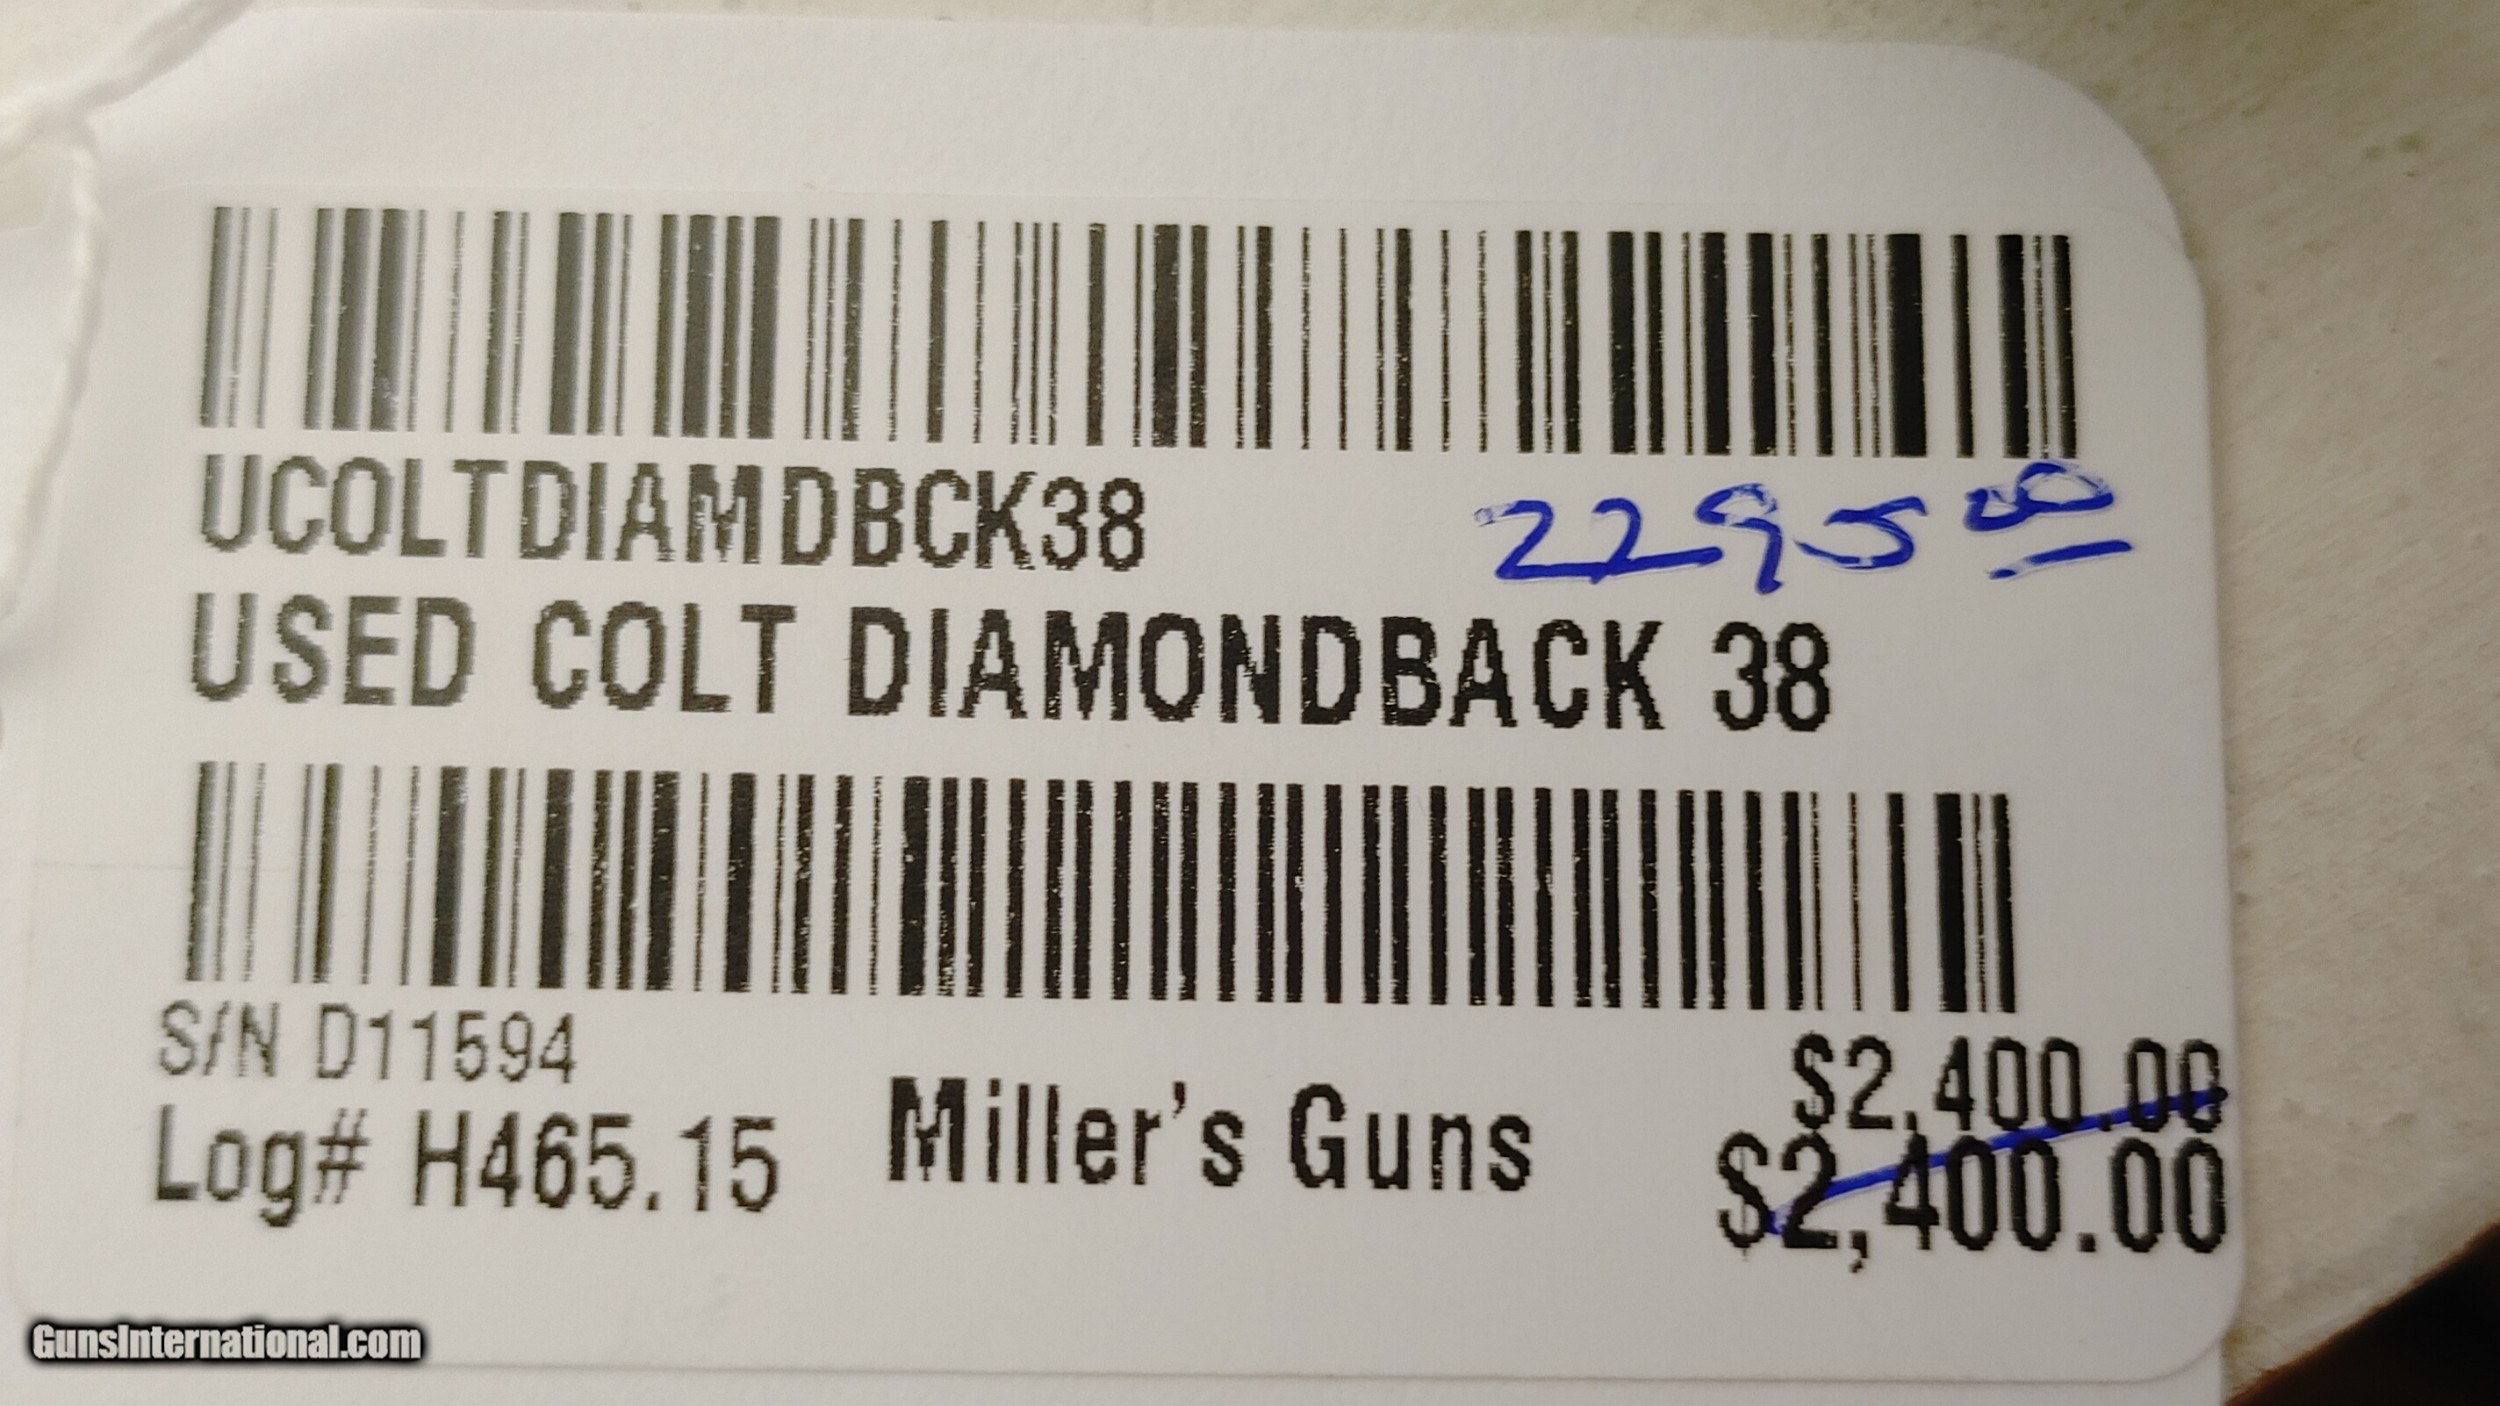 UCOLTDIAMDBCK38
2295.00
USED COLT DIAMONDBACK 38
S/N D11594
$2,400.00
Log# H465.15
Miller's Guns
$2,400.00
GunsInternational.com